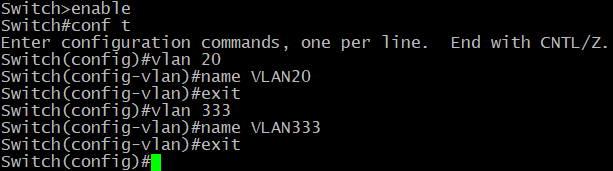 Switch>enable
Switch#conf t
Enter configuration commands, one per line.  End with CNTL/Z.
Switch(config)#vlan 20
Switch(config-vlan)#name VLAN20
Switch(config-vlan)#exit
Switch(config)#vlan 333
Switch(config-vlan)#name VLAN333
Switch(config-vlan)#exit
Switch(config)#